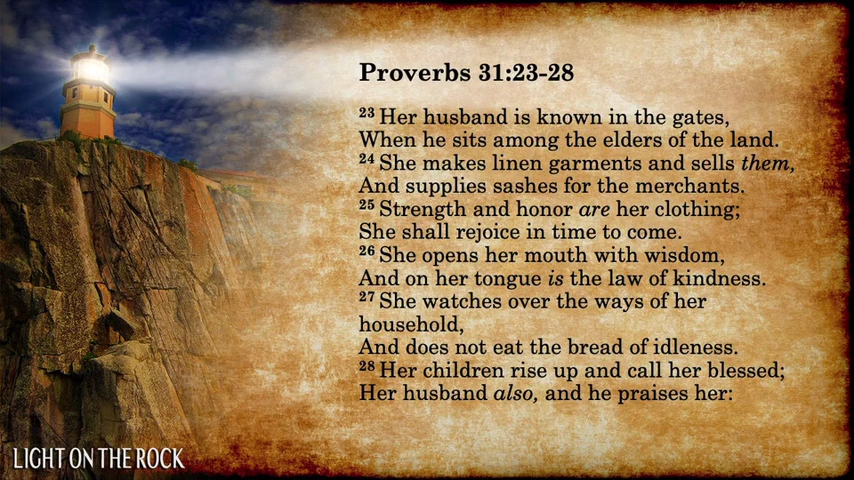 Proverbs 31:23-28
23 Her husband is known in the gates,
When he sits among the elders of the land.
24 She makes linen garments and sells them,
And supplies sashes for the merchants.
25 Strength and honor are her clothing;
She shall rejoice in time to come.
26 She opens her mouth with wisdom,
And on her tongue is the law of kindness.
27 She watches over the ways of her
household,
And does not eat the bread of idleness.
28 Her children rise up and call her blessed;
Her husband also, and he praises her:
LIGHT ON THE ROCK